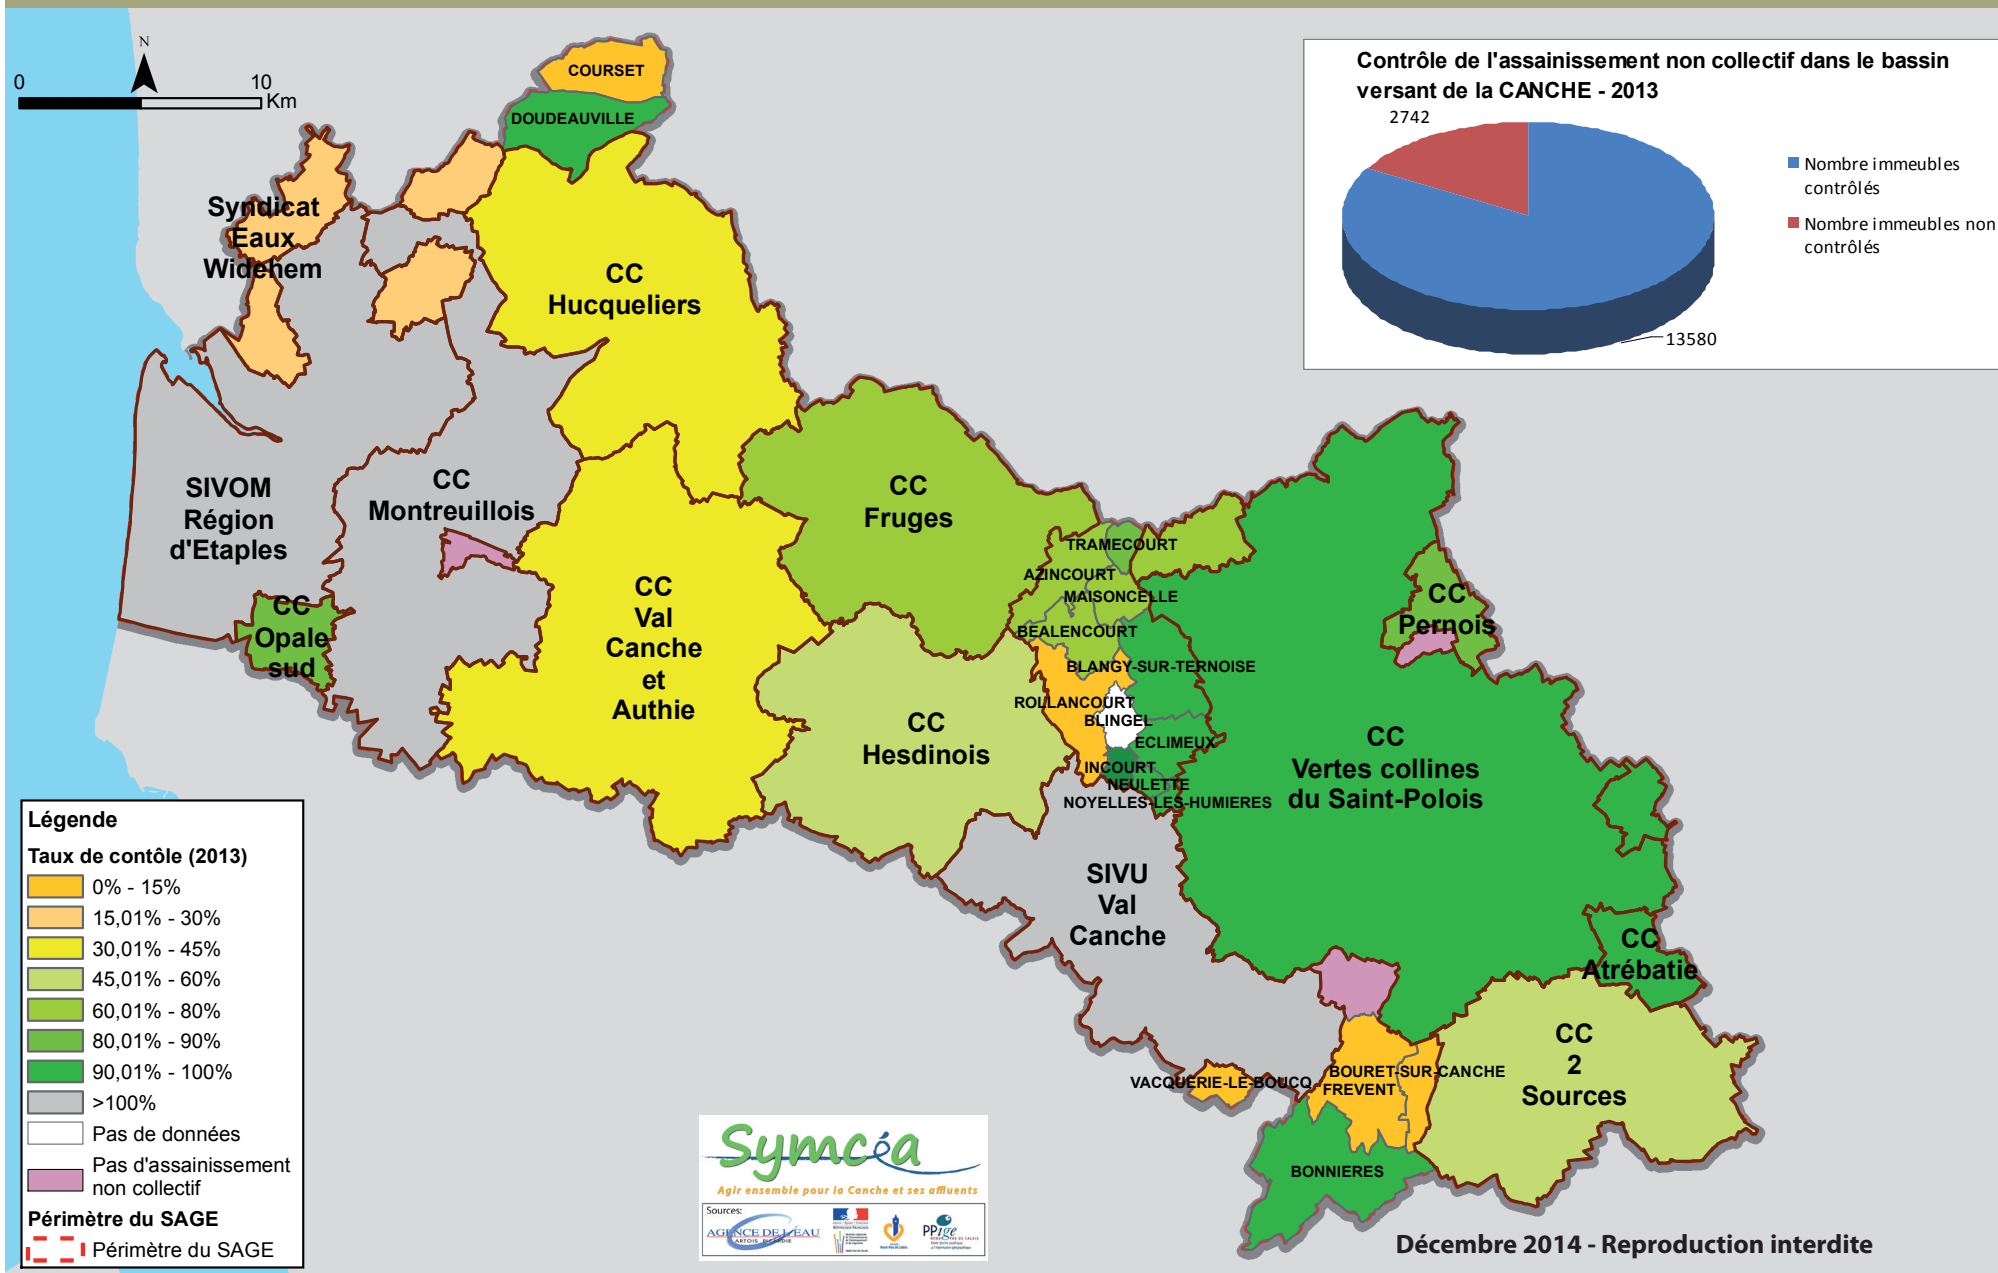 N
0 10
Km
COURSET
DOUDEAUVILLE
Syndicat
Eaux
Widehem
CC
Hucqueliers
SIVOM
Région
d'Etaples
CC
Montreuillois
CC
Opale
sud
CC
Val
Canche
et
Authie
CC
Fruges
CC
Hesdinois
TRAMECOURT
AZINCOURT
MAISONCELLE
BEALENCOURT
BLANGY-SUR-TERNOISE
ROLLANCOURT
BLINGEL
ECLIMEUX
INCOURT
NEULETTE
NOYELLES-LES-HUMIERES
CC
Pernois
CC
Vertes collines
du Saint-Polois
SIVU
Val
Canche
CC
Atrébatie
CC
2
Sources
VACQUERIE-LE-BOUCQ
BOURET-SUR-CANCHE
FREVENT
BONNIERES
Contrôle de l'assainissement non collectif dans le bassin
versant de la CANCHE - 2013
2742
13580
Nombre immeubles
contrôlés
Nombre immeubles non
contrôlés
Légende
Taux de contôle (2013)
0% - 15%
15,01% - 30%
30,01% - 45%
45,01% - 60%
60,01% - 80%
80,01% - 90%
90,01% - 100%
>100%
Pas de données
Pas d'assainissement
non collectif
Périmètre du SAGE
Périmètre du SAGE
Symcéa
Agir ensemble pour la Canche et ses affluents
Sources:
AGENCE DE L'EAU
ARTOIS PICARDIE
PPIge
Décembre 2014 - Reproduction interdite